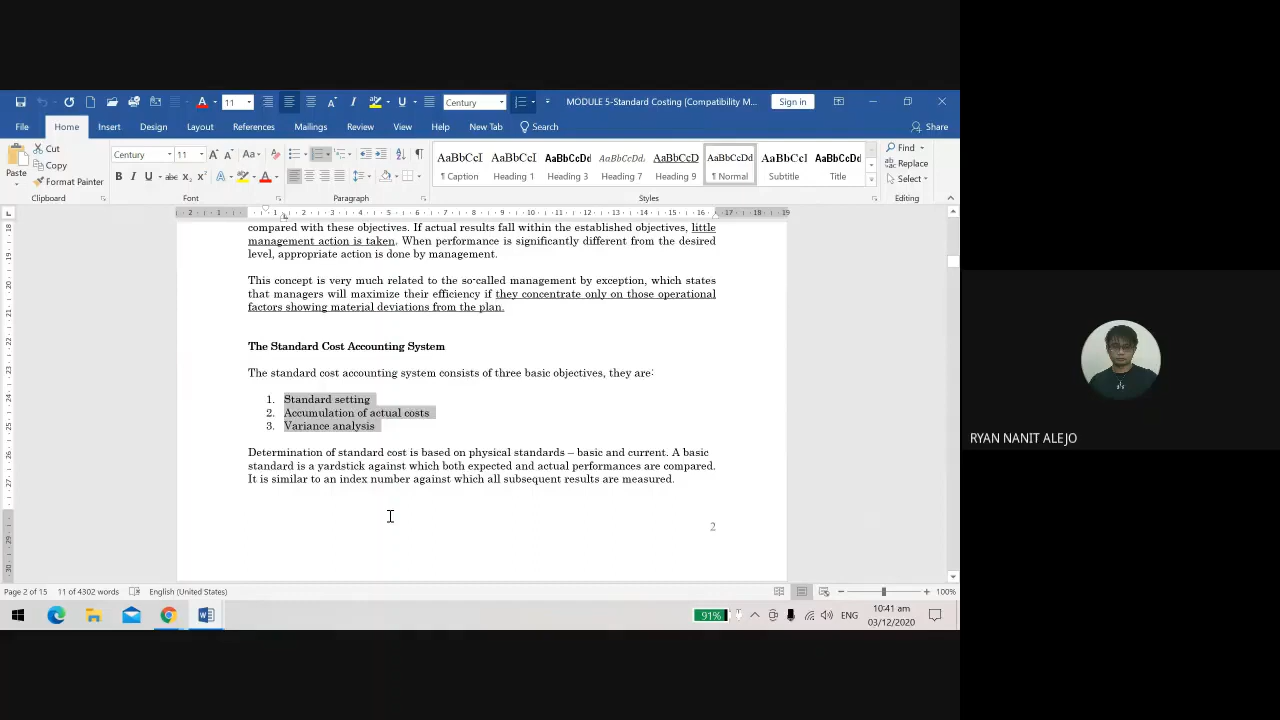 11
Century
MODULE 5-Standard Costing (Compatibility M...
Sign in
File
Home
Insert
Design
Layout
References
Mailings
Review
View
Help
New Tab
Search
Share
Paste
Cut
Copy
Format Painter
Clipboard
Century
11
Font
Paragraph
AaBbCcI
¶ Caption
AaBbCcI
Heading 1
AaBbCcDd
Heading 3
AaBbCcDd
Heading 7
AaBbCcD
Heading 9
AaBbCcDd
¶ Normal
AaBbCcI
Subtitle
AaBbCcDd
Title
Styles
Find
Replace
Select
Editing
compared with these objectives. If actual results fall within the established objectives, little
management action is taken. When performance is significantly different from the desired
level, appropriate action is done by management.
This concept is very much related to the so-called management by exception, which states
that managers will maximize their efficiency if they concentrate only on those operational
factors showing material deviations from the plan.
The Standard Cost Accounting System
The standard cost accounting system consists of three basic objectives, they are:
1. Standard setting
2. Accumulation of actual costs
3. Variance analysis
Determination of standard cost is based on physical standards – basic and current. A basic
standard is a yardstick against which both expected and actual performances are compared.
It is similar to an index number against which all subsequent results are measured.
2
Page 2 of 15
11 of 4302 words
English (United States)
100%
91%
ENG
10:41 am
03/12/2020
RYAN NANIT ALEJO